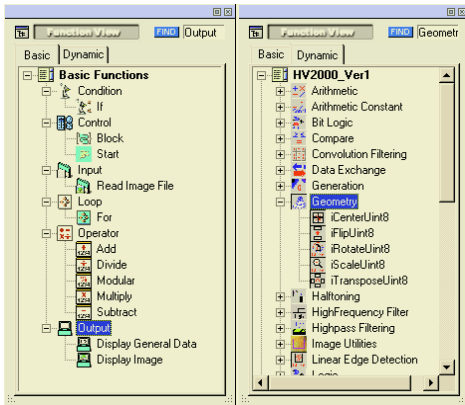 Function View FIND Output
Basic Dynamic
Basic Functions
Condition
If
Control
Block
Start
Input
Read Image File
Loop
For
Operator
Add
Divide
Modular
Multiply
Subtract
Output
Display General Data
Display Image
Function View FIND Geometr
Basic Dynamic
HV2000_Ver1
Arithmetic
Arithmetic Constant
Bit Logic
Compare
Convolution Filtering
Data Exchange
Generation
Geometry
iCenterUint8
iFlipUint8
iRotateUint8
iScaleUint8
iTransposeUint8
Halftoning
HighFrequency Filter
Highpass Filtering
Image Utilities
Linear Edge Detection
Logic